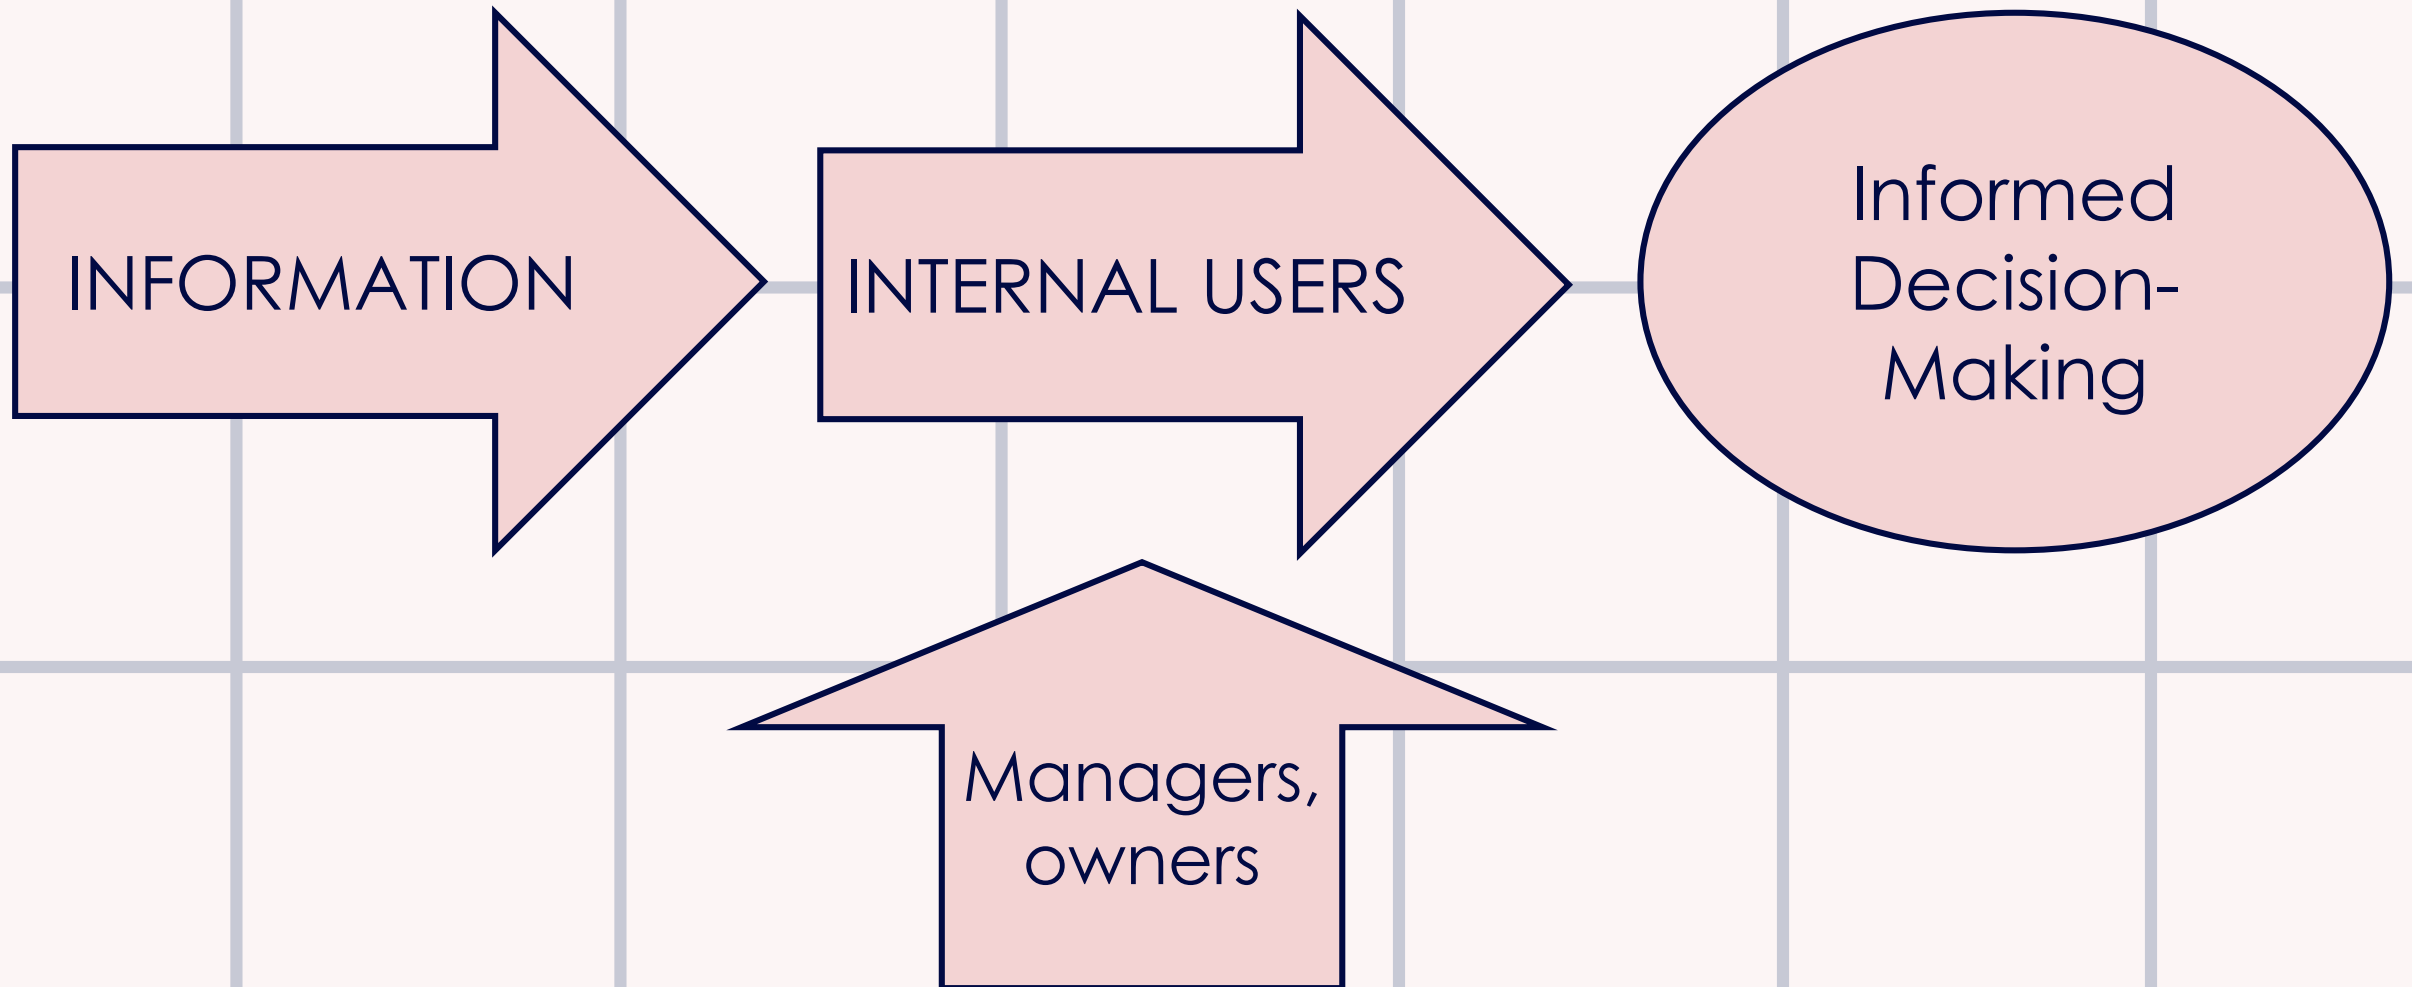 INFORMATION
INTERNAL USERS
Informed
Decision-
Making
Managers,
owners